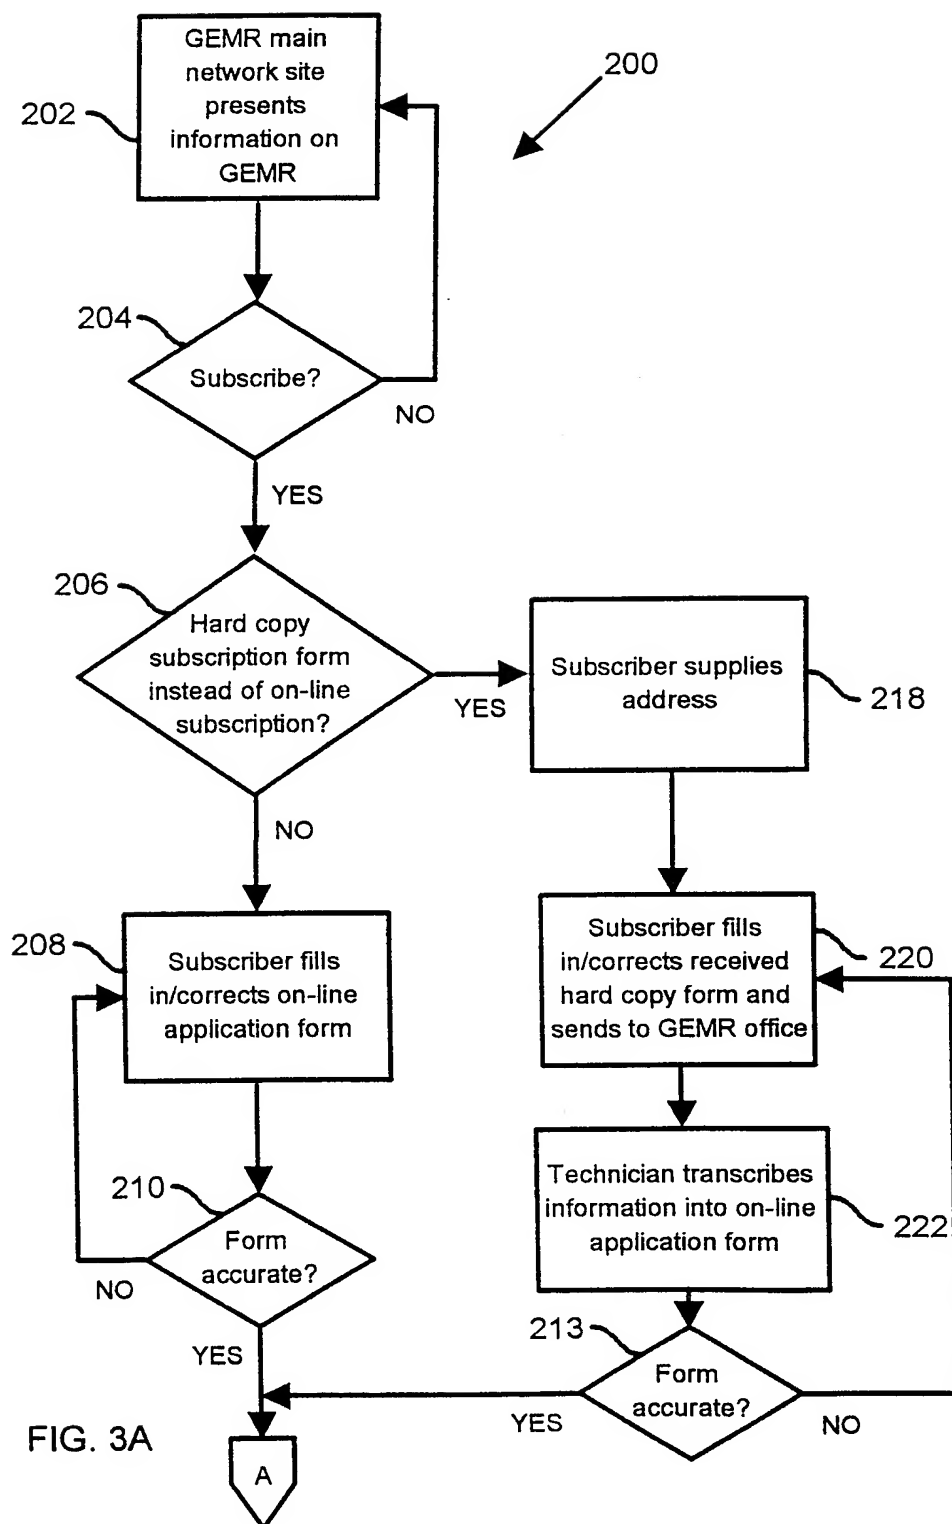 GEMR main
network site
presents
information on
GEMR
200
202
204
Subscribe?
NO
YES
206
Hard copy
subscription form
instead of on-line
subscription?
YES
Subscriber supplies
address
218
NO
208
Subscriber fills
in/corrects on-line
application form
Subscriber fills
in/corrects received
hard copy form and
sends to GEMR office
220
210
Form
accurate?
NO
YES
Technician transcribes
information into on-line
application form
222
213
Form
accurate?
YES
NO
FIG. 3A
A